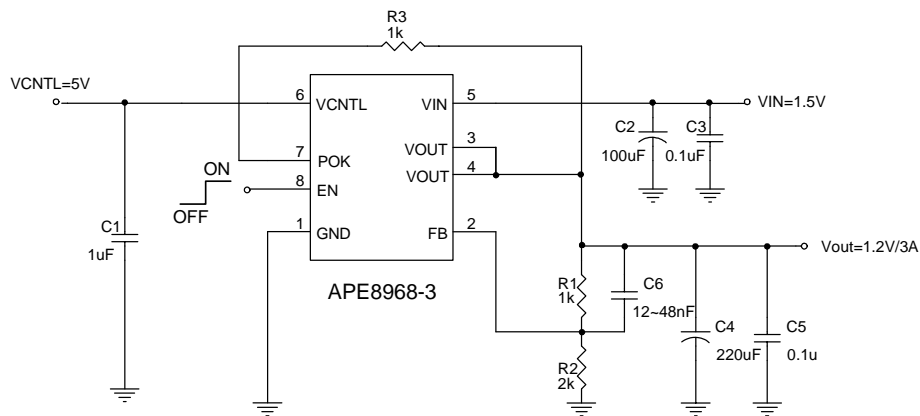 R3
1k
VCNTL=5V
6
VCNTL
VIN
5
VIN=1.5V
3
VOUT
C2
100uF
C3
0.1uF
7
POK
VOUT
4
ON
OFF
8
EN
C1
1uF
1
GND
FB
2
Vout=1.2V/3A
APE8968-3
R1
1k
C6
12~48nF
C4
220uF
C5
0.1u
R2
2k